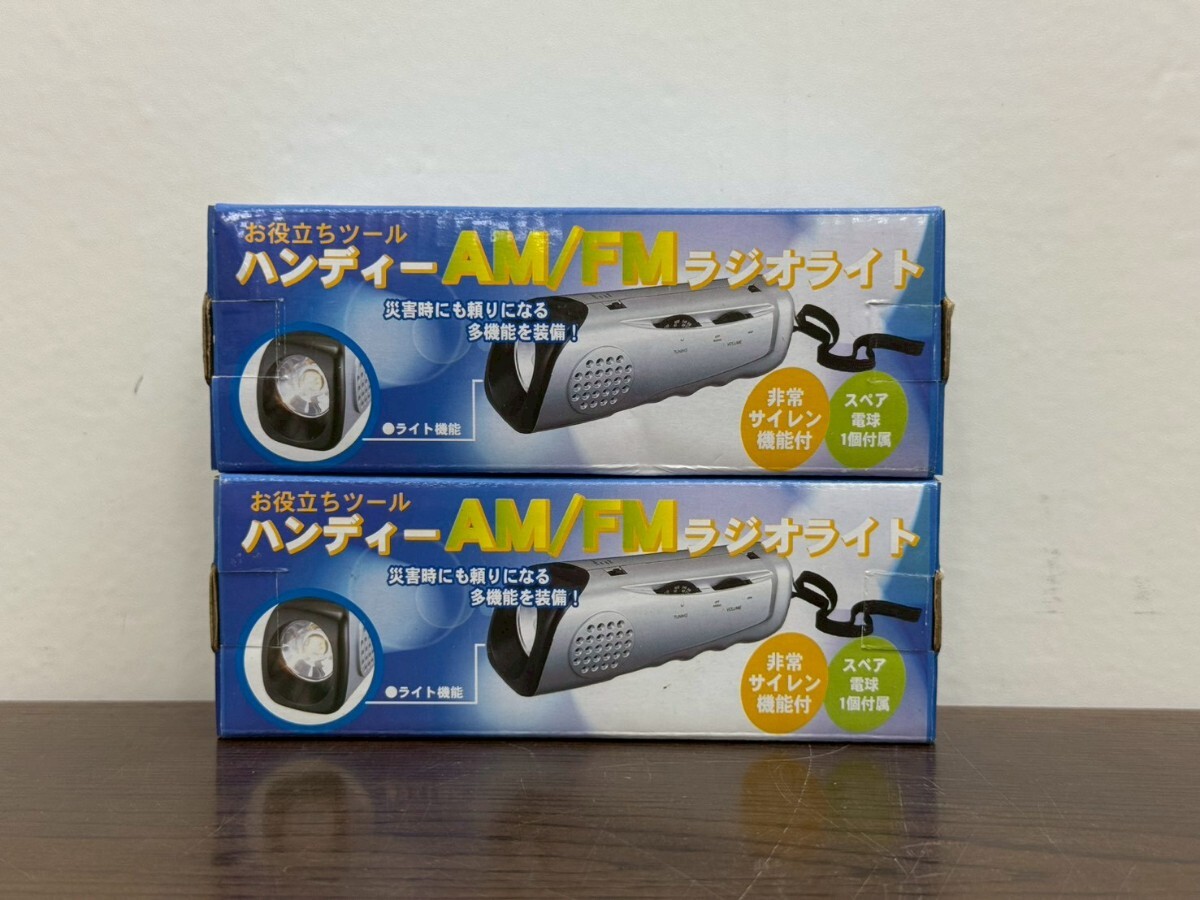 お役立ちツール
ハンディーAM/FMラジオライト
災害時にも頼りになる
多機能を装備!
●ライト機能
TUNING
VOLUME
非常
サイレン
機能付
スペア
電球
1個付属
お役立ちツール
ハンディーAM/FMラジオライト
災害時にも頼りになる
多機能を装備!
●ライト機能
TUNING
VOLUME
非常
サイレン
機能付
スペア
電球
1個付属